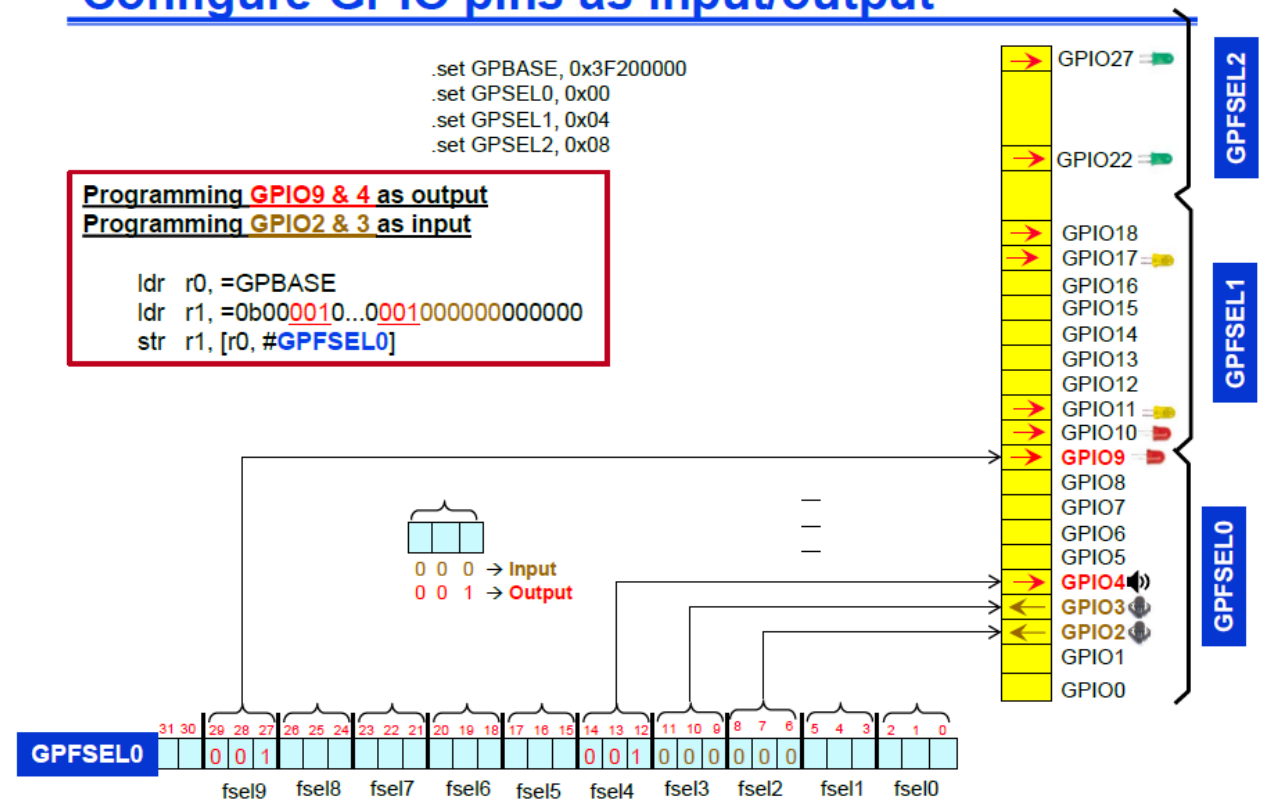 Configure GPIO pins as input/output
.set GPBASE, 0x3F200000
.set GPSEL0, 0x00
.set GPSEL1, 0x04
.set GPSEL2, 0x08
Programming GPIO9 & 4 as output
Programming GPIO2 & 3 as input
ldr r0, =GPBASE
ldr r1, =0b000010...0001000000000000
str r1, [r0, #GPFSEL0]
GPIO27
GPIO22
GPIO18
GPIO17
GPIO16
GPIO15
GPIO14
GPIO13
GPIO12
GPIO11
GPIO10
GPIO9
GPIO8
GPIO7
GPIO6
GPIO5
GPIO4
GPIO3
GPIO2
GPIO1
GPIO0
GPFSEL2
GPFSEL1
GPFSEL0
0 0 0 → Input
0 0 1 → Output
31 30 29 28 27 26 25 24 23 22 21 20 19 18 17 16 15 14 13 12 11 10 9 8 7 6 5 4 3 2 1 0
GPFSEL0 0 0 1 0 0 1 0 0 0 0 0 0
fsel9 fsel8 fsel7 fsel6 fsel5 fsel4 fsel3 fsel2 fsel1 fsel0